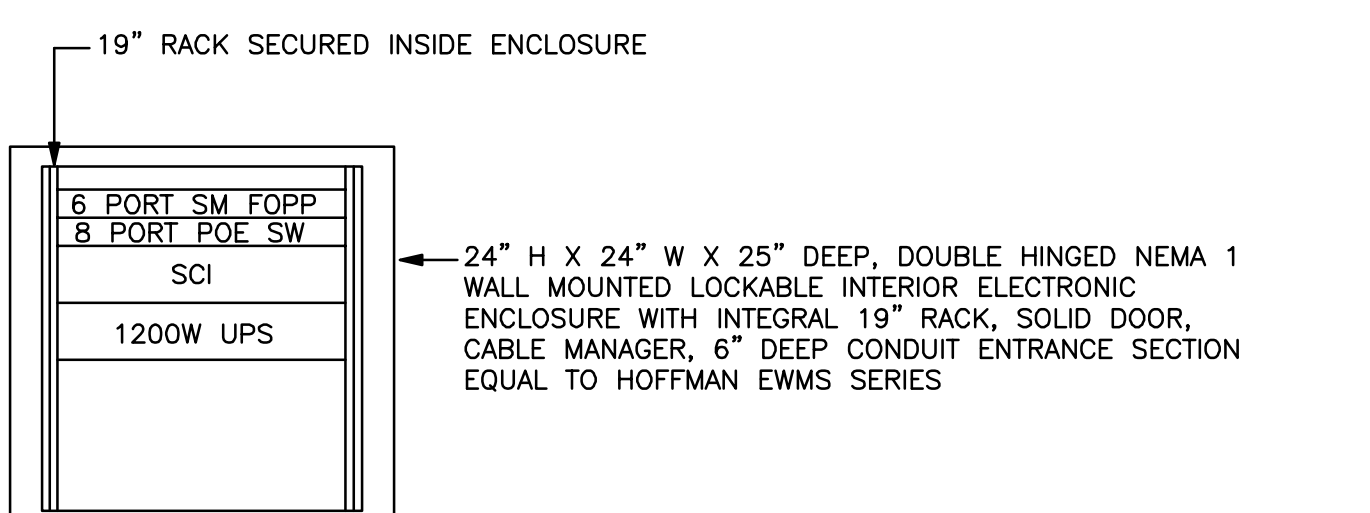 19” RACK SECURED INSIDE ENCLOSURE
6 PORT SM FOPP
8 PORT POE SW
SCI
1200W UPS
24” H X 24” W X 25” DEEP, DOUBLE HINGED NEMA 1
WALL MOUNTED LOCKABLE INTERIOR ELECTRONIC
ENCLOSURE WITH INTEGRAL 19” RACK, SOLID DOOR,
CABLE MANAGER, 6” DEEP CONDUIT ENTRANCE SECTION
EQUAL TO HOFFMAN EWMS SERIES